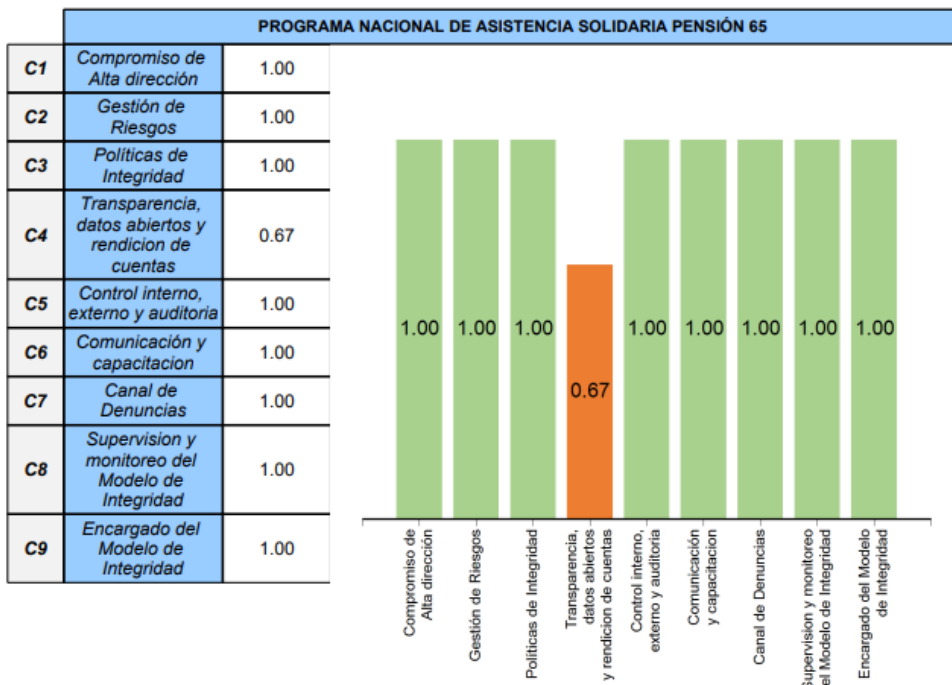 PROGRAMA NACIONAL DE ASISTENCIA SOLIDARIA PENSIÓN 65
C1
Compromiso de
Alta dirección
1.00
C2
Gestión de
Riesgos
1.00
C3
Políticas de
Integridad
1.00
C4
Transparencia,
datos abiertos y
rendicion de
cuentas
0.67
C5
Control interno,
externo y auditoria
1.00
C6
Comunicación y
capacitacion
1.00
C7
Canal de
Denuncias
1.00
C8
Supervision y
monitoreo del
Modelo de
Integridad
1.00
C9
Encargado del
Modelo de
Integridad
1.00
1.00
1.00
1.00
0.67
1.00
1.00
1.00
1.00
1.00
Compromiso de
Alta dirección
Gestión de Riesgos
Políticas de Integridad
Transparencia,
datos abiertos
y rendicion de cuentas
Control interno,
externo y auditoria
Comunicación
y capacitacion
Canal de Denuncias
Supervision y monitoreo
el Modelo de Integridad
Encargado del Modelo
de Integridad